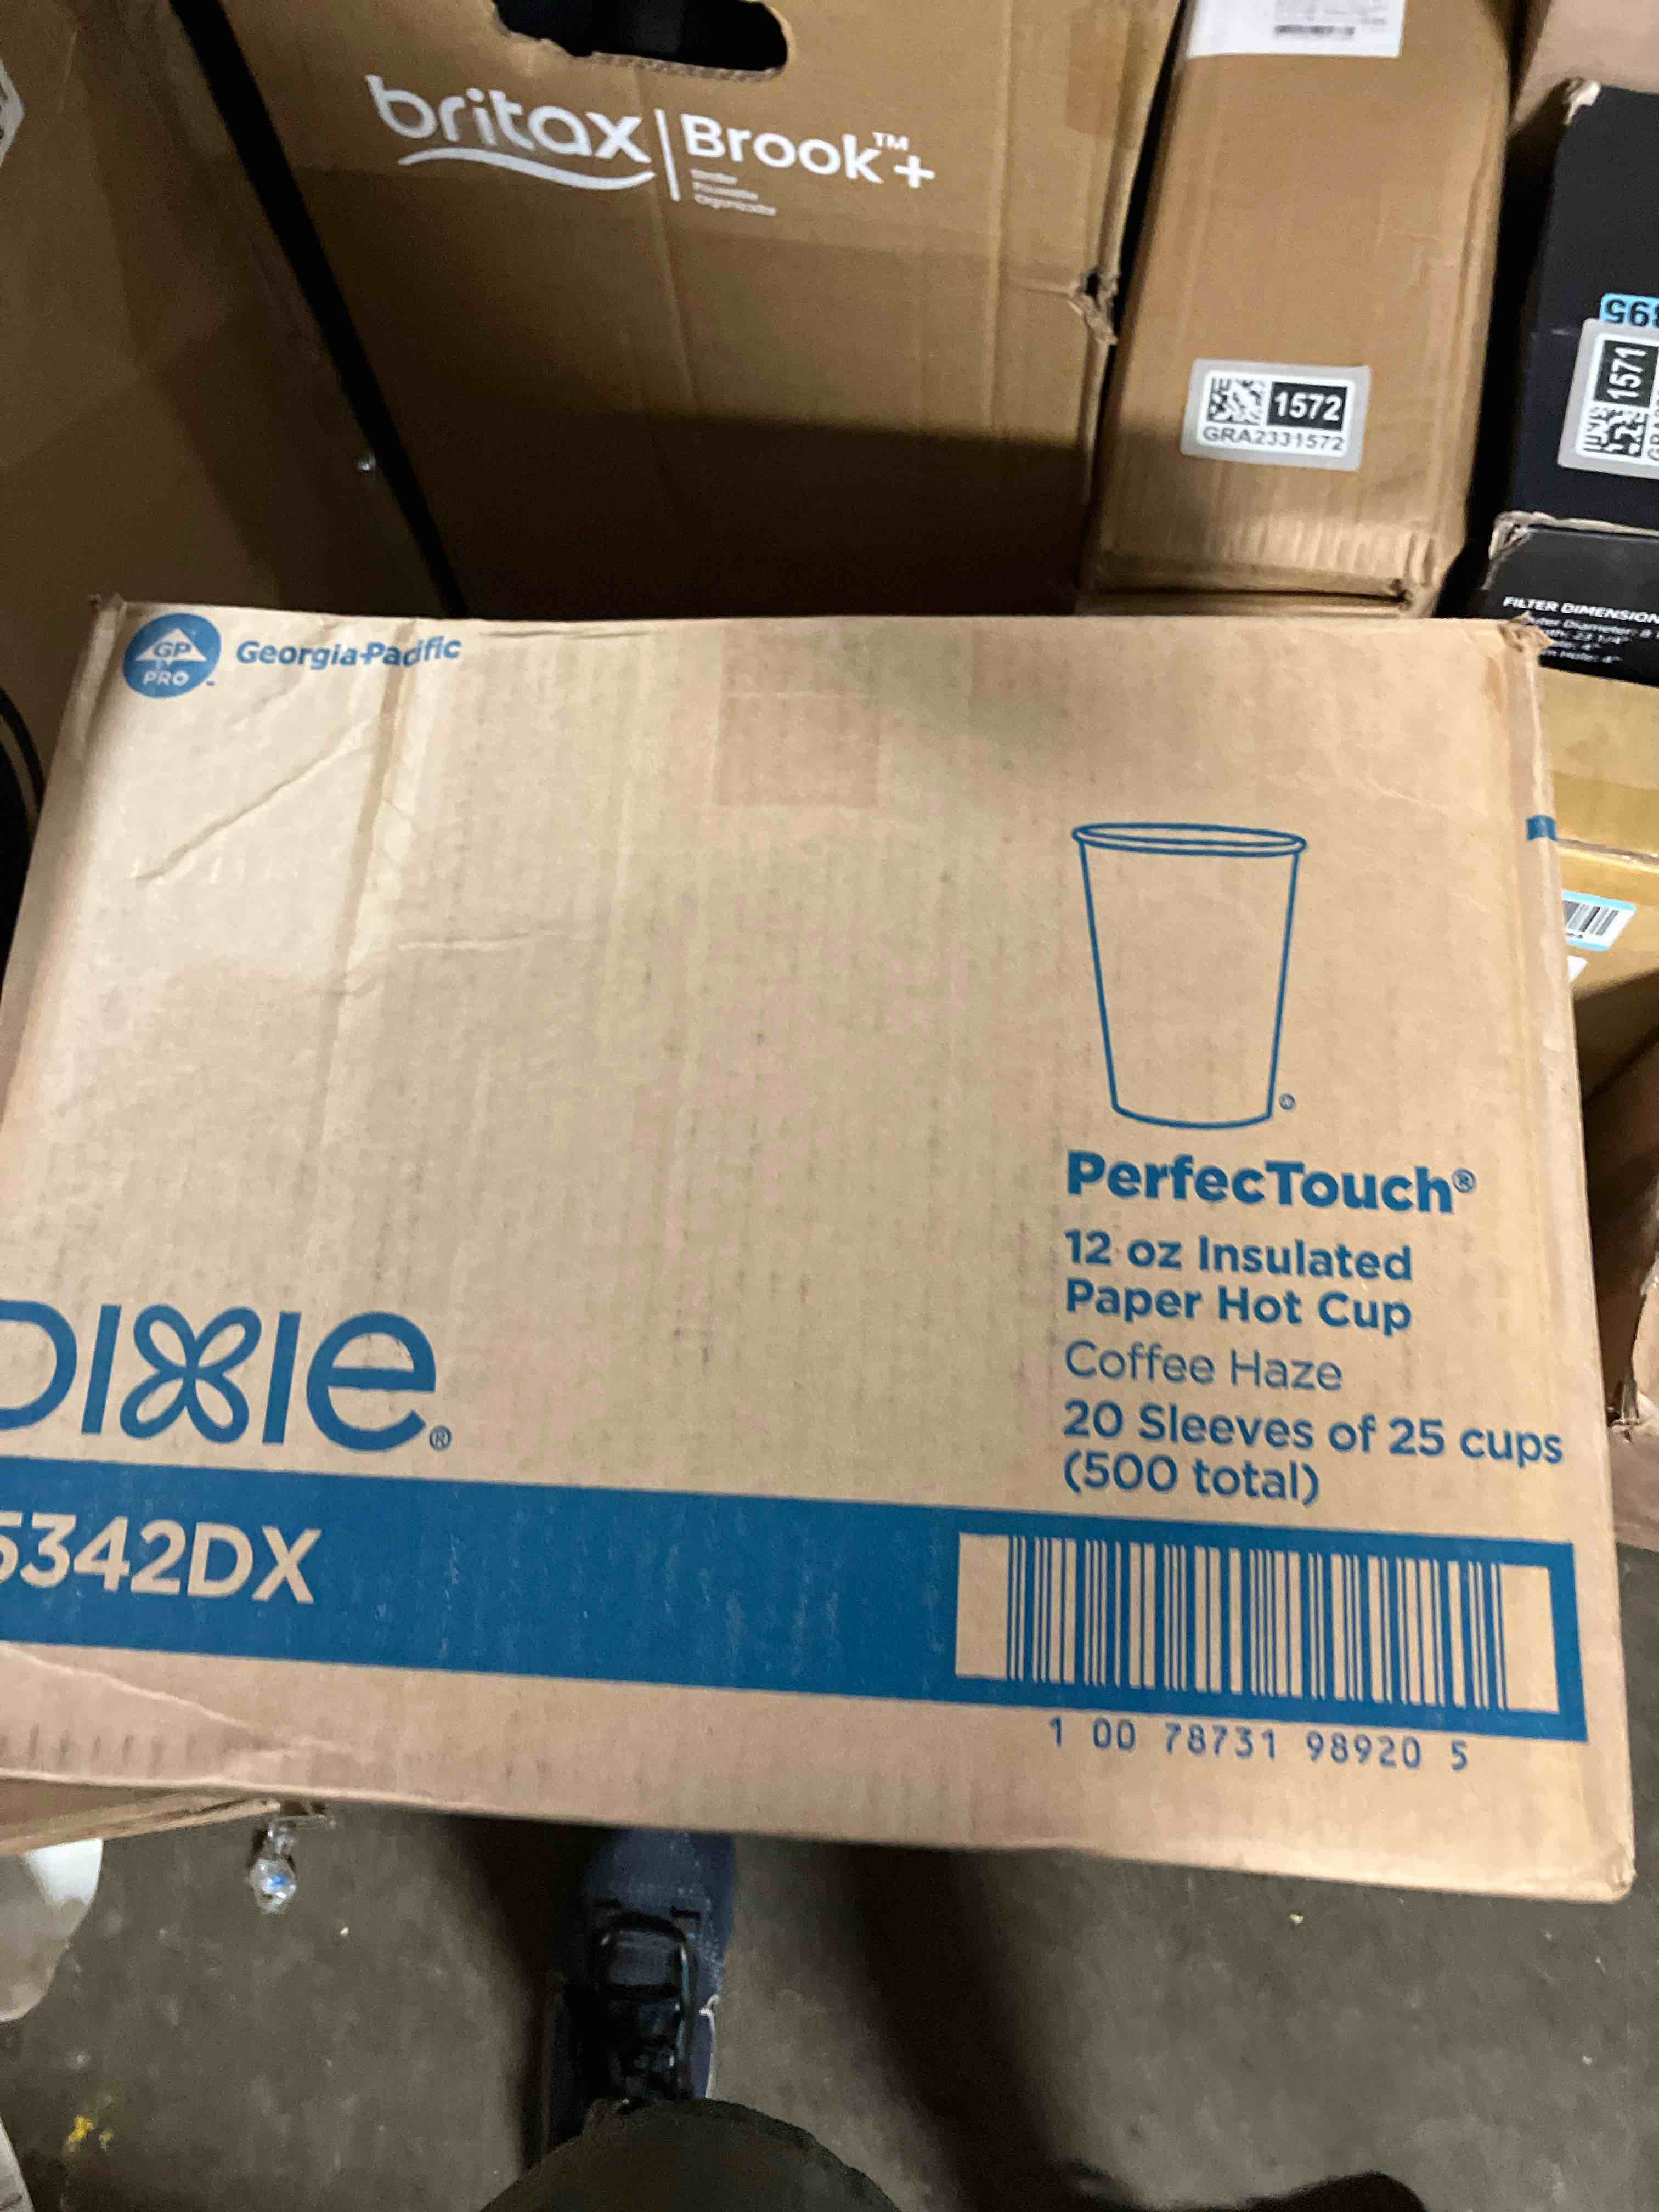 britax | Brook™+
1572
GRA2331572
1571
FILTER DIMENSION
GP
PRO
Georgia-Pacific
PerfecTouch®
12 oz Insulated
Paper Hot Cup
Coffee Haze
20 Sleeves of 25 cups
(500 total)
DIXIE®
5342DX
1 00 78731 98920 5